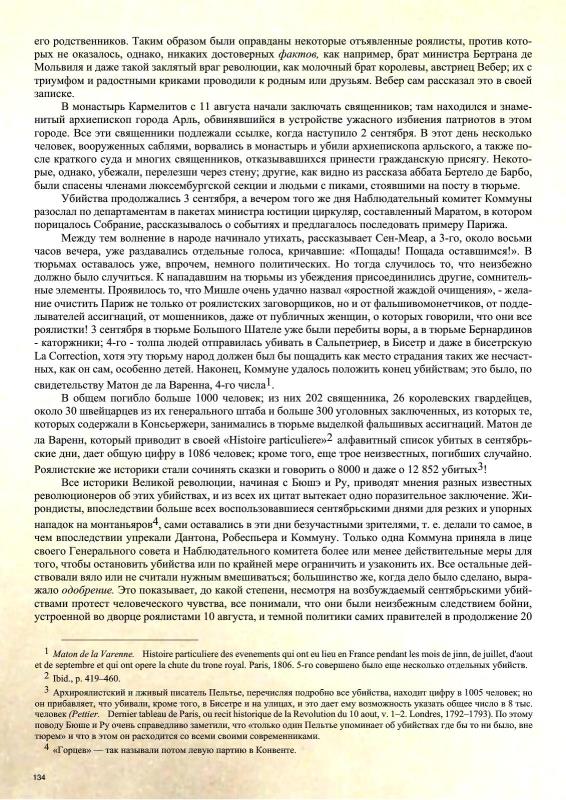 его родственников. Таким образом были оправданы некоторые отъявленные роялисты, против кото-
рых не оказалось, однако, никаких достоверных фактов, как например, брат министра Бертрана де
Мольвиля и даже такой заклятый враг революции, как молочный брат королевы, австриец Вебер; их с
триумфом и радостными криками проводили к родным или друзьям. Вебер сам рассказал это в своей
записке.
В монастырь Кармелитов с 11 августа начали заключать священников; там находился и знаме-
нитый архиепископ города Арль, обвинявшийся в устройстве ужасного избиения патриотов в этом
городе. Все эти священники подлежали ссылке, когда наступило 2 сентября. В этот день несколько
человек, вооруженных саблями, ворвались в монастырь и убили архиепископа арльского, а также по-
сле краткого суда и многих священников, отказывавшихся принести гражданскую присягу. Некото-
рые, однако, убежали, перелезши через стену; другие, как видно из рассказа аббата Бертело де Барбо,
были спасены членами люксембургской секции и людьми с пиками, стоявшими на посту в тюрьме.
Убийства продолжались 3 сентября, а вечером того же дня Наблюдательный комитет Коммуны
разослал по департаментам в пакетах министра юстиции циркуляр, составленный Маратом, в котором
порицалось Собрание, рассказывалось о событиях и предлагалось последовать примеру Парижа.
Между тем волнение в народе начинало утихать, рассказывает Сен-Меар, а 3-го, около восьми
часов вечера, уже раздавались отдельные голоса, кричавшие: «Пощады! Пощада оставшимся!». В
тюрьмах оставалось уже, впрочем, немного политических. Но тогда случилось то, что неизбежно
должно было случиться. К нападавшим на тюрьмы из убеждения присоединились другие, сомнитель-
ные элементы. Проявилось то, что Мишле очень удачно назвал «яростной жаждой очищения», - жела-
ние очистить Париж не только от роялистских заговорщиков, но и от фальшивомонетчиков, от подде-
лывателей ассигнаций, от мошенников, даже от публичных женщин, о которых говорили, что они все
роялистки! 3 сентября в тюрьме Большого Шателе уже были перебиты воры, а в тюрьме Бернардинов
- каторжники; 4-го - толпа людей отправилась убивать в Сальпетриер, в Бисетр и даже в бисетрскую
La Correction, хотя эту тюрьму народ должен был бы пощадить как место страдания таких же несчаст-
ных, как он сам, особенно детей. Наконец, Коммуне удалось положить конец убийствам; это было, по
свидетельству Матон де ла Варенна, 4-го числа1.
В общем погибло больше 1000 человек; из них 202 священника, 26 королевских гвардейцев,
около 30 швейцарцев из их генерального штаба и больше 300 уголовных заключенных, из которых те,
которых содержали в Консьержери, занимались в тюрьме выделкой фальшивых ассигнаций. Матон де
ла Варенн, который приводит в своей «Histoire particuliere»2 алфавитный список убитых в сентябрь-
ские дни, дает общую цифру в 1086 человек; кроме того, еще трое неизвестных, погибших случайно.
Роялистские же историки стали сочинять сказки и говорить о 8000 и даже о 12 852 убитых3!
Все историки Великой революции, начиная с Бюшэ и Ру, приводят мнения разных известных
революционеров об этих убийствах, и из всех их цитат вытекает одно поразительное заключение. Жи-
рондисты, впоследствии больше всех воспользовавшиеся сентябрьскими днями для резких и упорных
нападок на монтаньяров4, сами оставались в эти дни безучастными зрителями, т. е. делали то самое, в
чем впоследствии упрекали Дантона, Робеспьера и Коммуну. Только одна Коммуна приняла в лице
своего Генерального совета и Наблюдательного комитета более или менее действительные меры для
того, чтобы остановить убийства или по крайней мере ограничить и узаконить их. Все остальные дей-
ствовали вяло или не считали нужным вмешиваться; большинство же, когда дело было сделано, выра-
жало одобрение. Это показывает, до какой степени, несмотря на возбуждаемый сентябрьскими убий-
ствами протест человеческого чувства, все понимали, что они были неизбежным следствием бойни,
устроенной во дворце роялистами 10 августа, и темной политики самих правителей в продолжение 20
1 Maton de la Varenne. Histoire particuliere des evenements qui ont eu lieu en France pendant les mois de jinn, de juillet, d'aout
et de septembre et qui ont opere la chute du trone royal. Paris, 1806. 5-го совершено было еще несколько отдельных убийств.
2 Ibid., p. 419–460.
3 Архироялистский и лживый писатель Пельтье, перечисляя подробно все убийства, находит цифру в 1005 человек; но
он прибавляет, что убивали, кроме того, в Бисетре и на улицах, и это дает ему возможность указать общее число в 8 тыс.
человек (Pettier. Dernier tableau de Paris, ou recit historique de la Revolution du 10 aout, v. 1–2. Londres, 1792–1793). По этому
поводу Бюше и Ру очень справедливо заметили, что «только один Пельтье упоминает об убийствах где бы то ни было, вне
тюрем» и что в этом он расходится со всеми своими современниками.
4 «Горцев» — так называли потом левую партию в Конвенте.
134